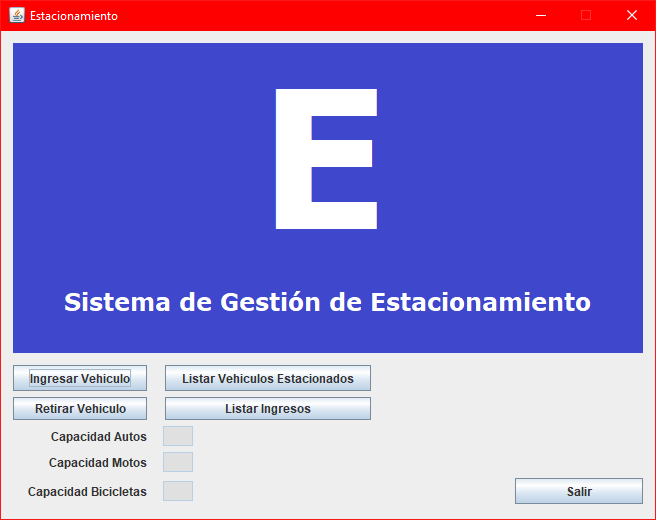 Estacionamiento
E
Sistema de Gestión de Estacionamiento
Ingresar Vehiculo
Listar Vehiculos Estacionados
Retirar Vehiculo
Listar Ingresos
Capacidad Autos
Capacidad Motos
Capacidad Bicicletas
Salir